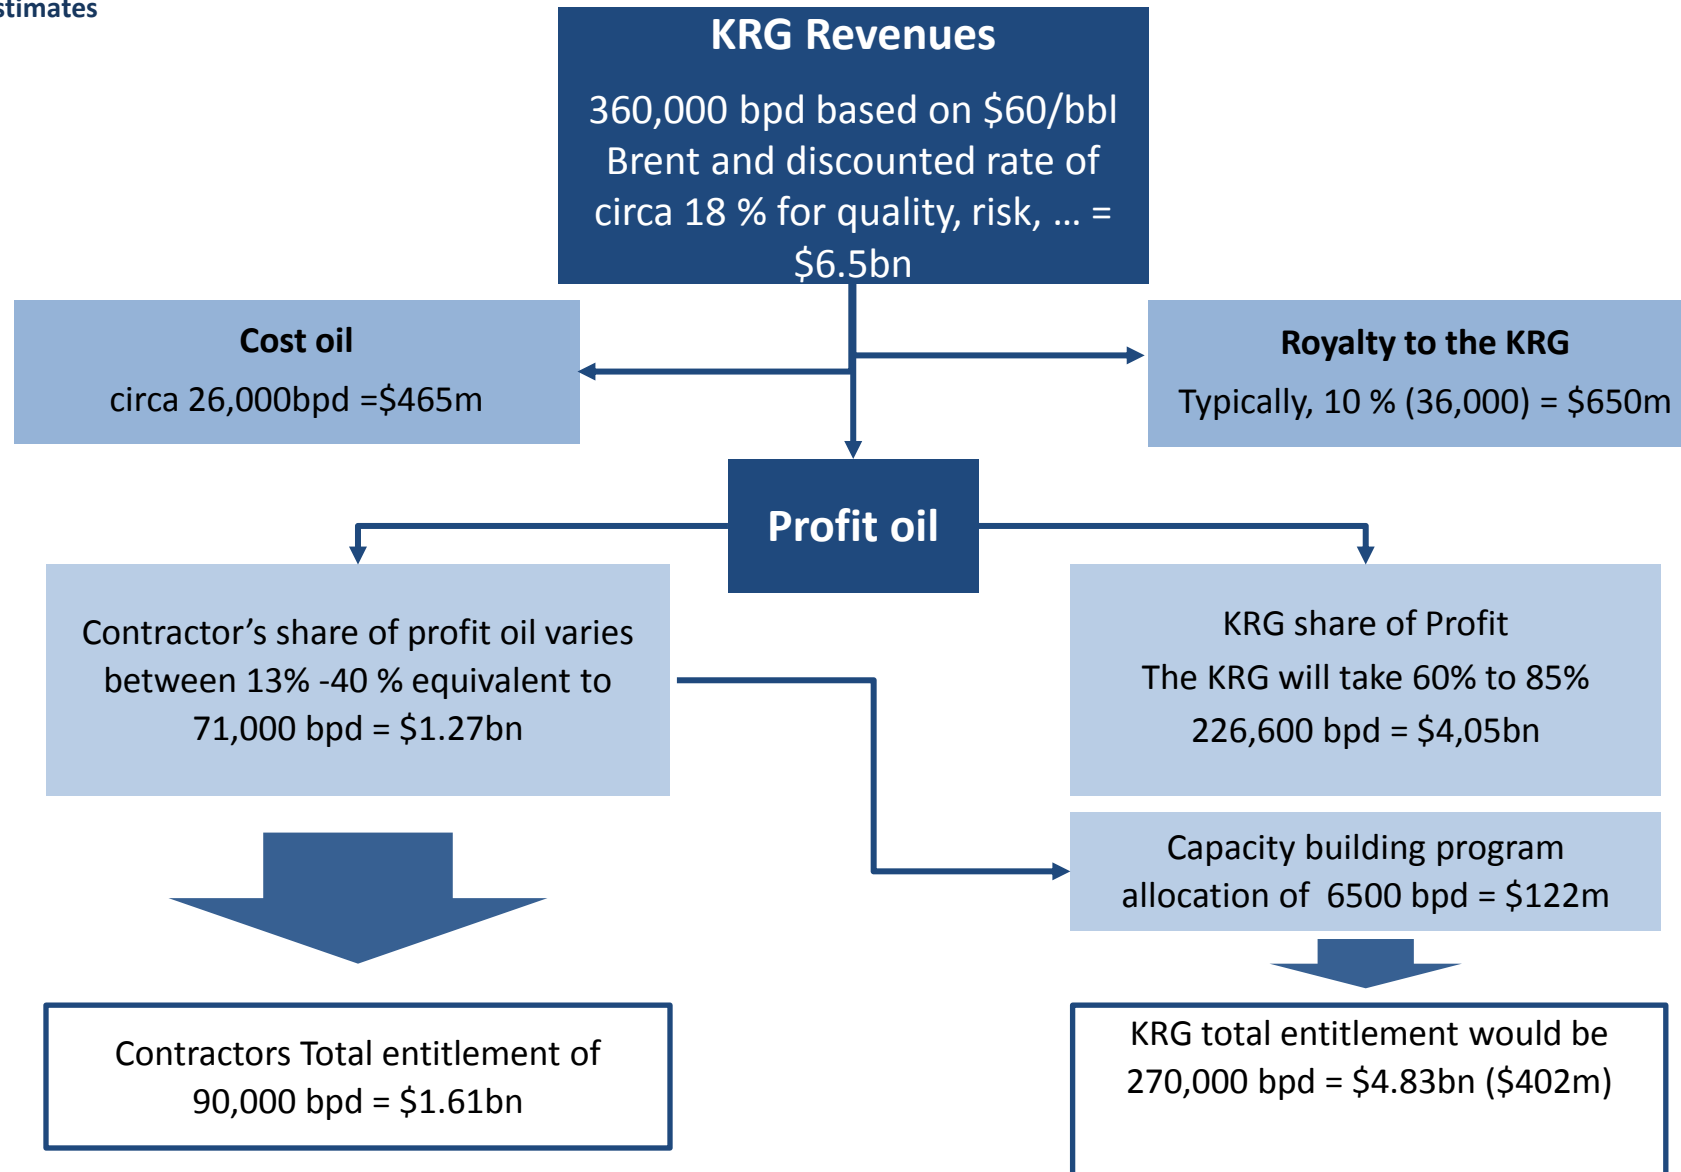 stimates
KRG Revenues
360,000 bpd based on $60/bbl
Brent and discounted rate of
circa 18 % for quality, risk, ... =
$6.5bn
Cost oil
circa 26,000bpd =$465m
Royalty to the KRG
Typically, 10 % (36,000) = $650m
Profit oil
Contractor’s share of profit oil varies
between 13% -40 % equivalent to
71,000 bpd = $1.27bn
KRG share of Profit
The KRG will take 60% to 85%
226,600 bpd = $4,05bn
Capacity building program
allocation of  6500 bpd = $122m
Contractors Total entitlement of
90,000 bpd = $1.61bn
KRG total entitlement would be
270,000 bpd = $4.83bn ($402m)